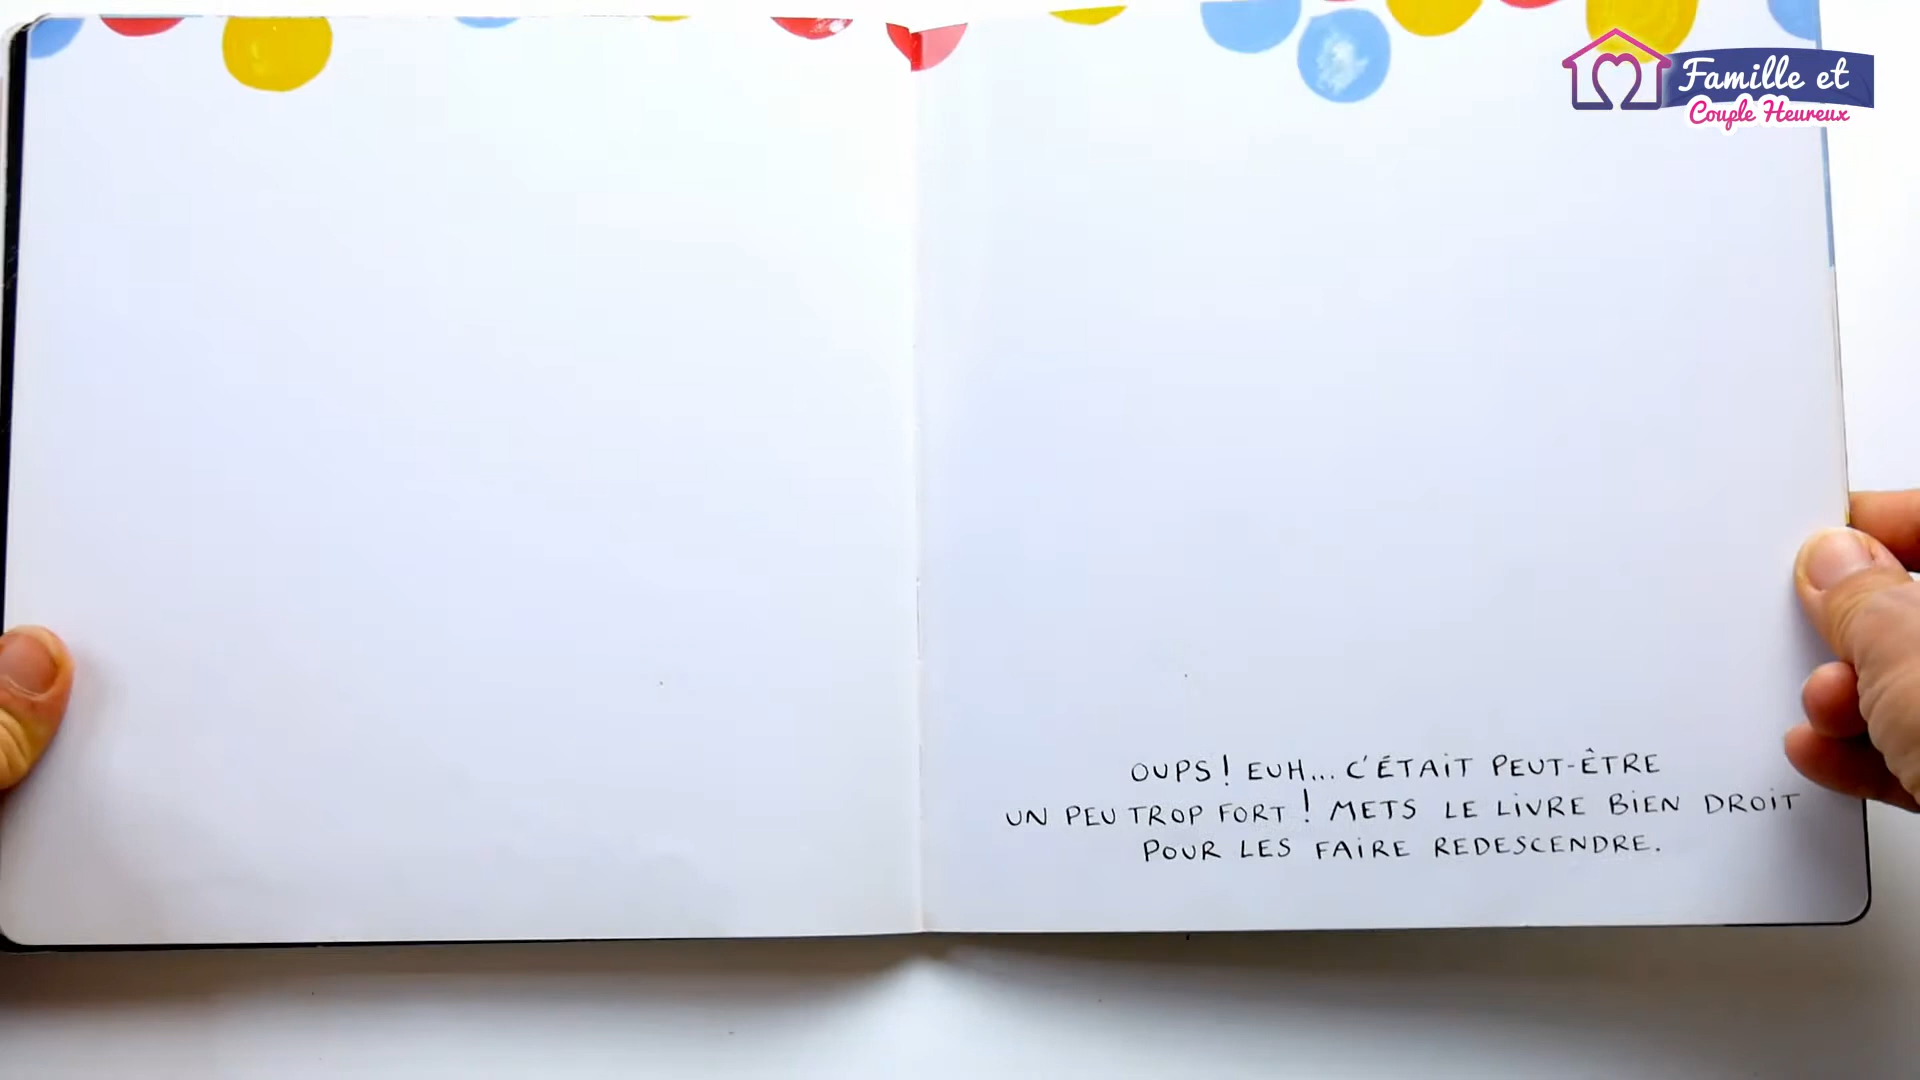 Famille et
Couple Heureux
OUPS! EUH... C'ÉTAIT PEUT-ÊTRE
UN PEU TROP FORT! METS LE LIVRE BIEN DROIT
POUR LES FAIRE REDESCENDRE.